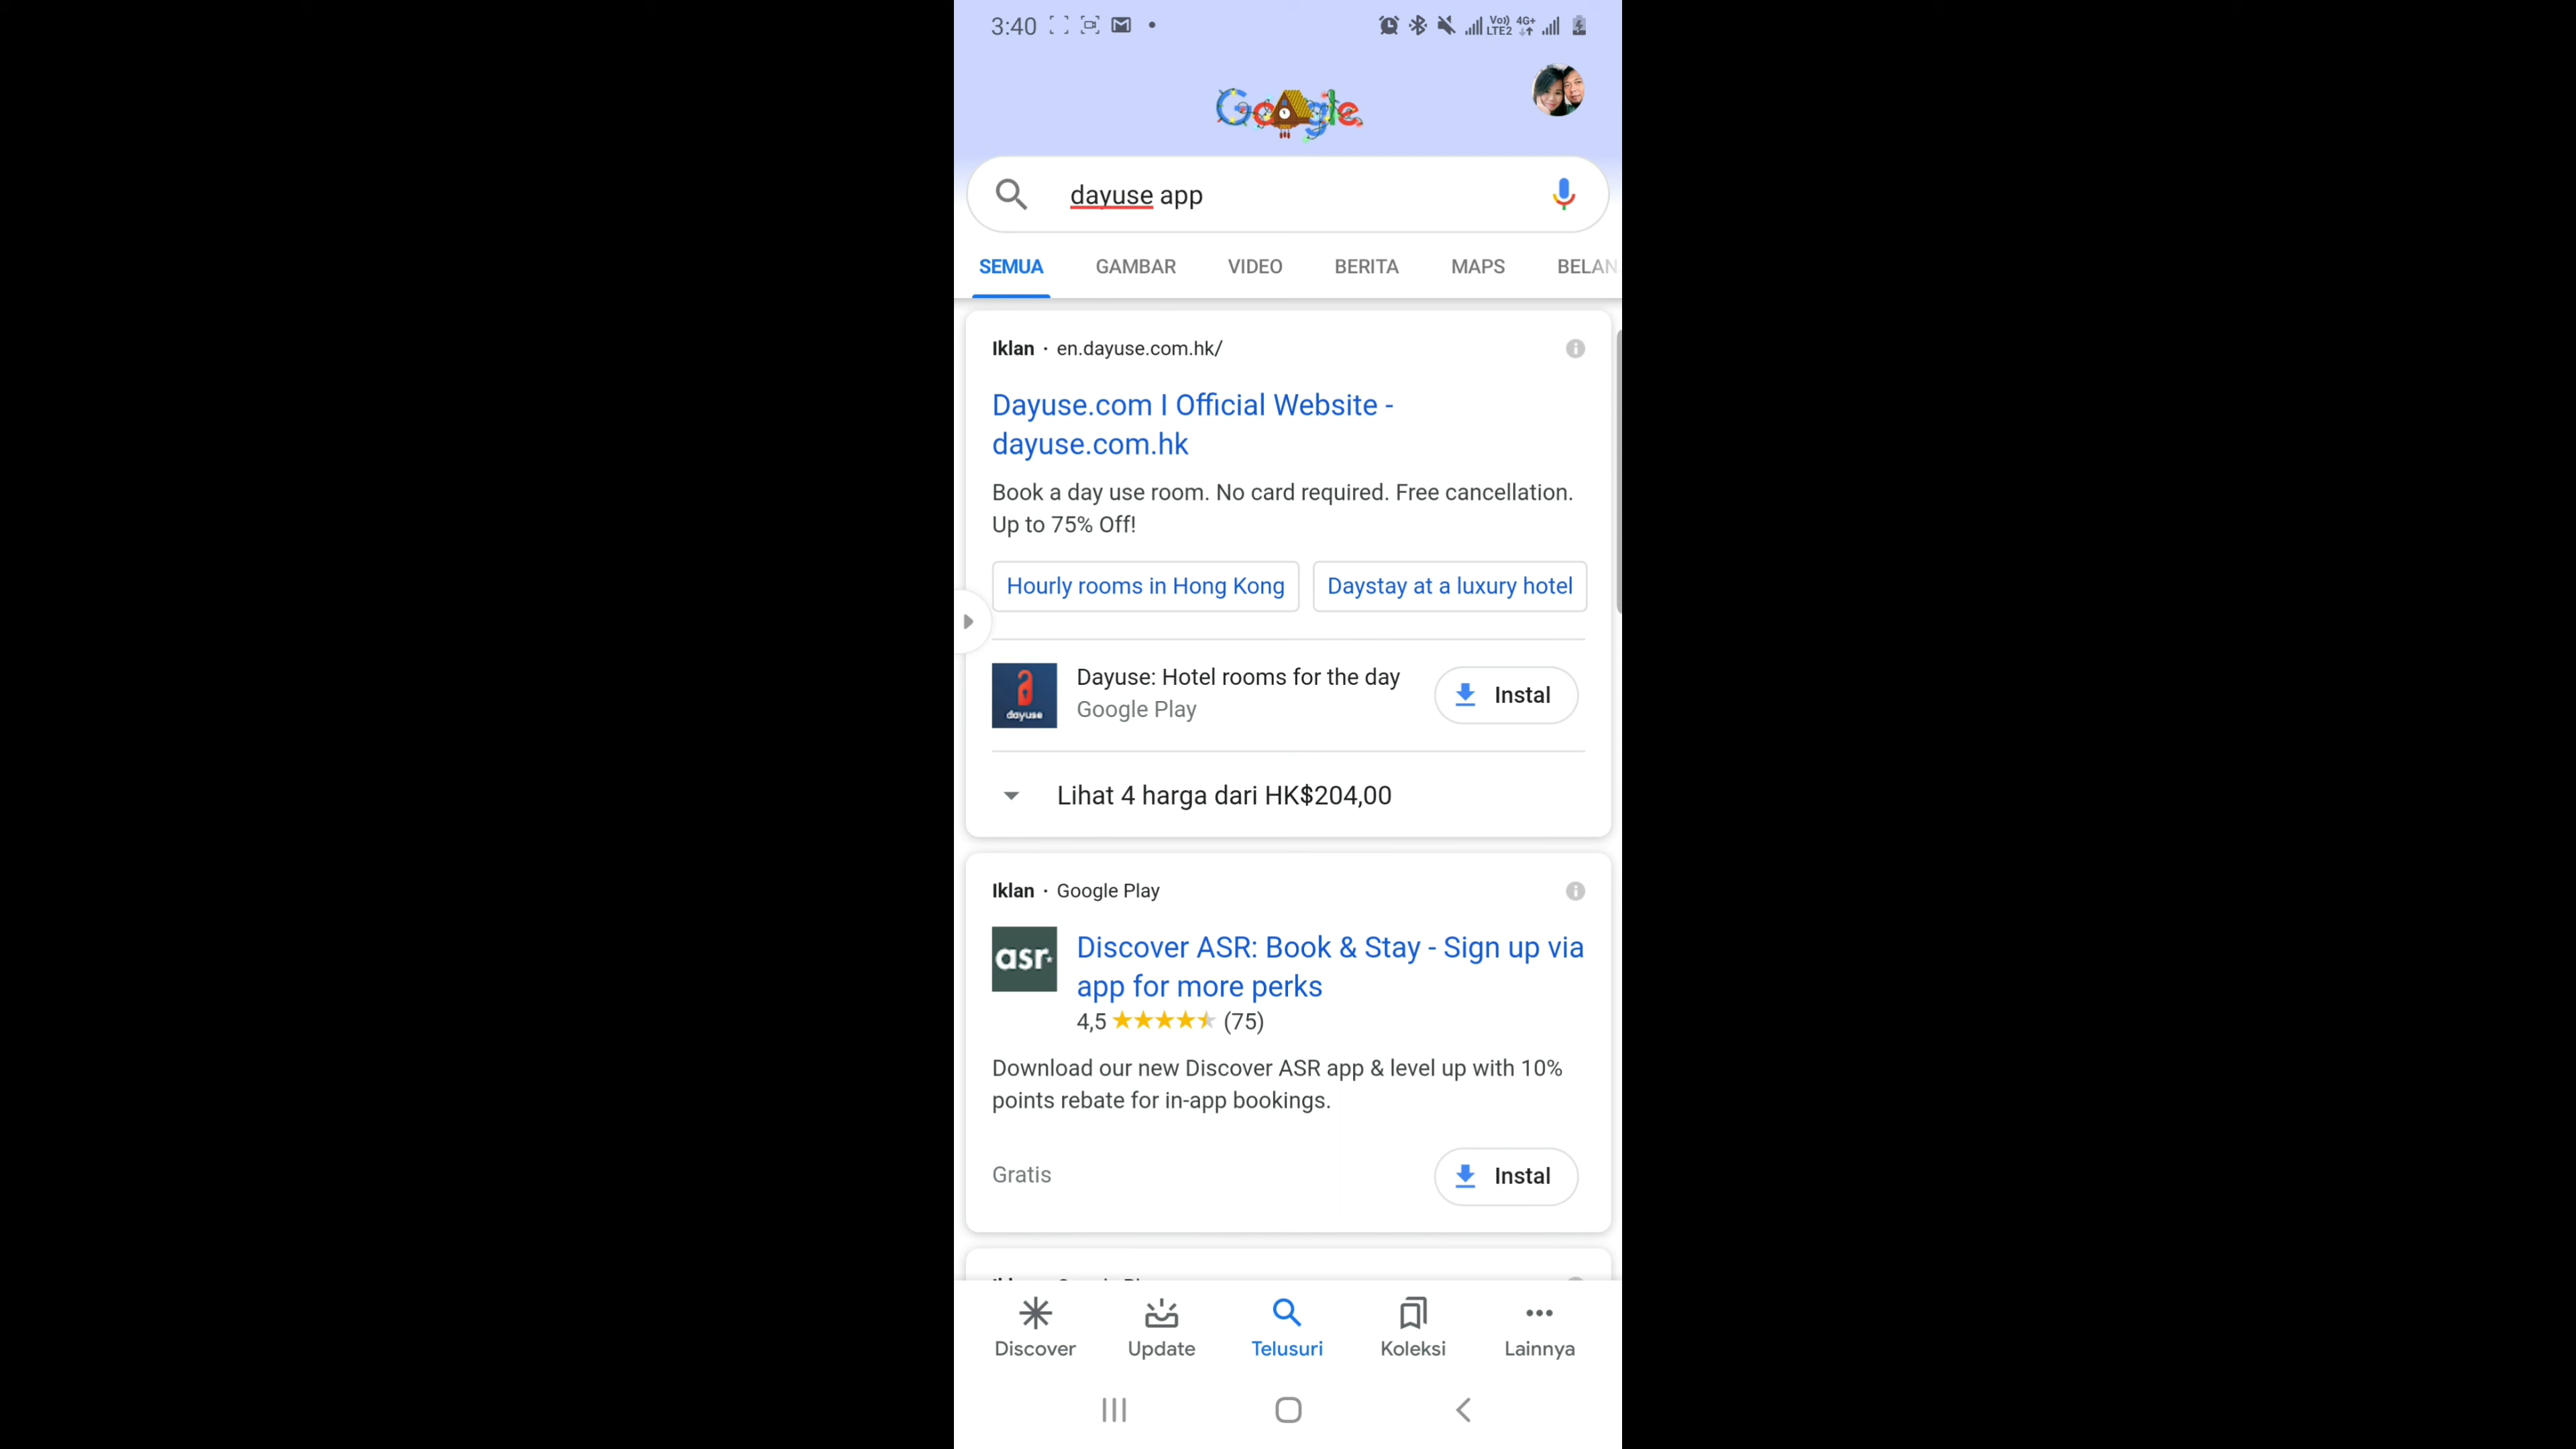 3:40
Vo) LTE2 4G+
Google
dayuse app
SEMUA GAMBAR VIDEO BERITA MAPS BELAN
Iklan · en.dayuse.com.hk/
Dayuse.com I Official Website -
dayuse.com.hk
Book a day use room. No card required. Free cancellation.
Up to 75% Off!
Hourly rooms in Hong Kong Daystay at a luxury hotel
dayuse
Dayuse: Hotel rooms for the day
Google Play
Instal
Lihat 4 harga dari HK$204,00
Iklan · Google Play
asr
Discover ASR: Book & Stay - Sign up via
app for more perks
4,5 (75)
Download our new Discover ASR app & level up with 10%
points rebate for in-app bookings.
Gratis
Instal
Discover Update Telusuri Koleksi Lainnya